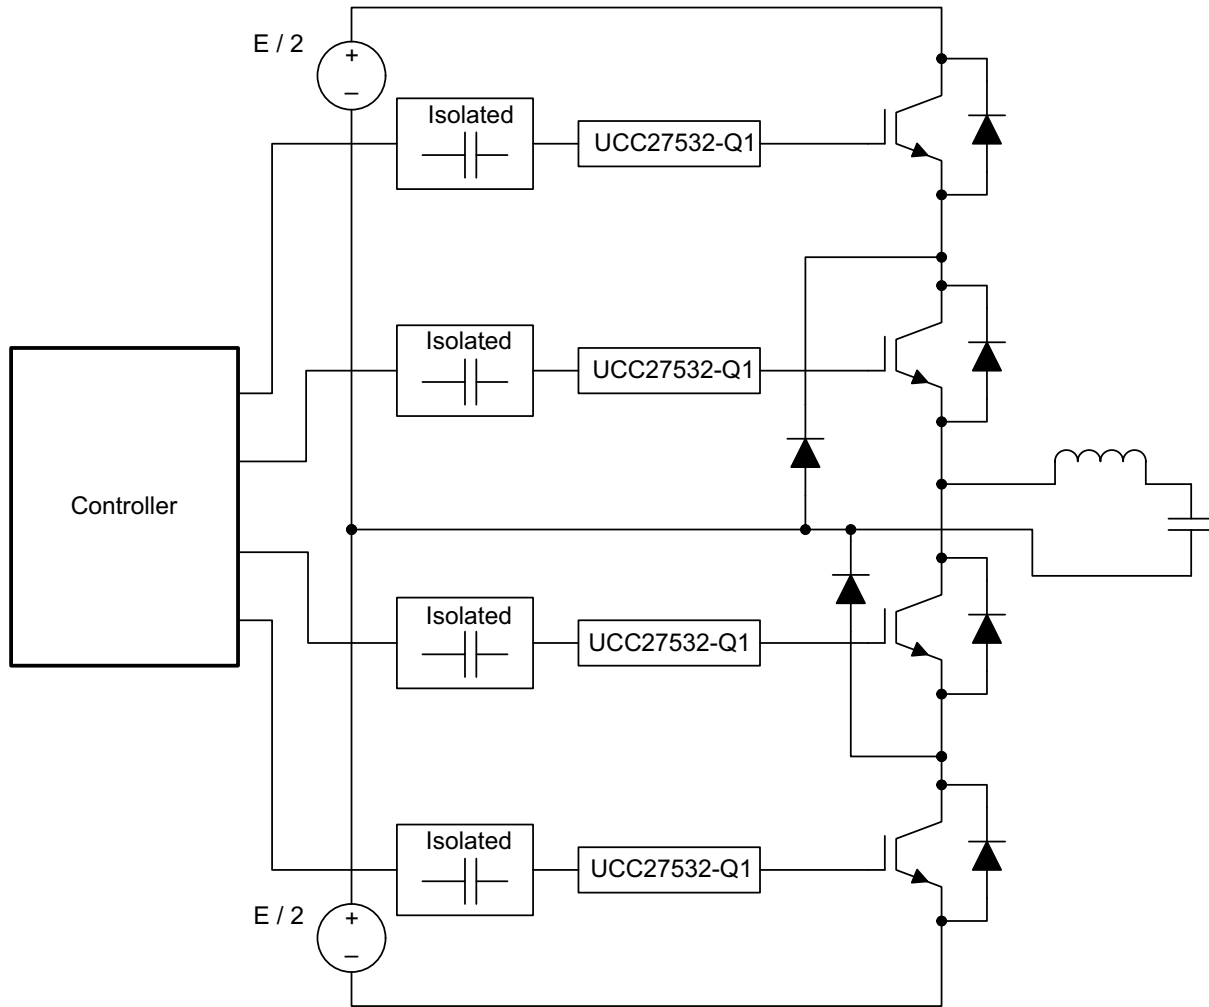 E / 2
+
–
Isolated
UCC27532-Q1
Isolated
UCC27532-Q1
Controller
Isolated
UCC27532-Q1
Isolated
UCC27532-Q1
E / 2
+
–